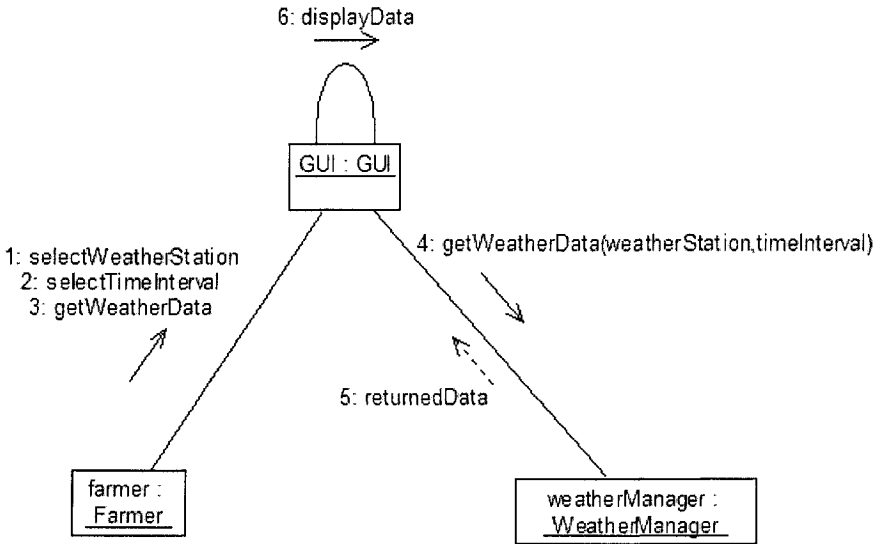 6: displayData
GUI : GUI
1: selectWeatherStation
2: selectTimeInterval
3: getWeatherData
4: getWeatherData(weatherStation,timeInterval)
5: returnedData
farmer :
Farmer
weatherManager :
WeatherManager